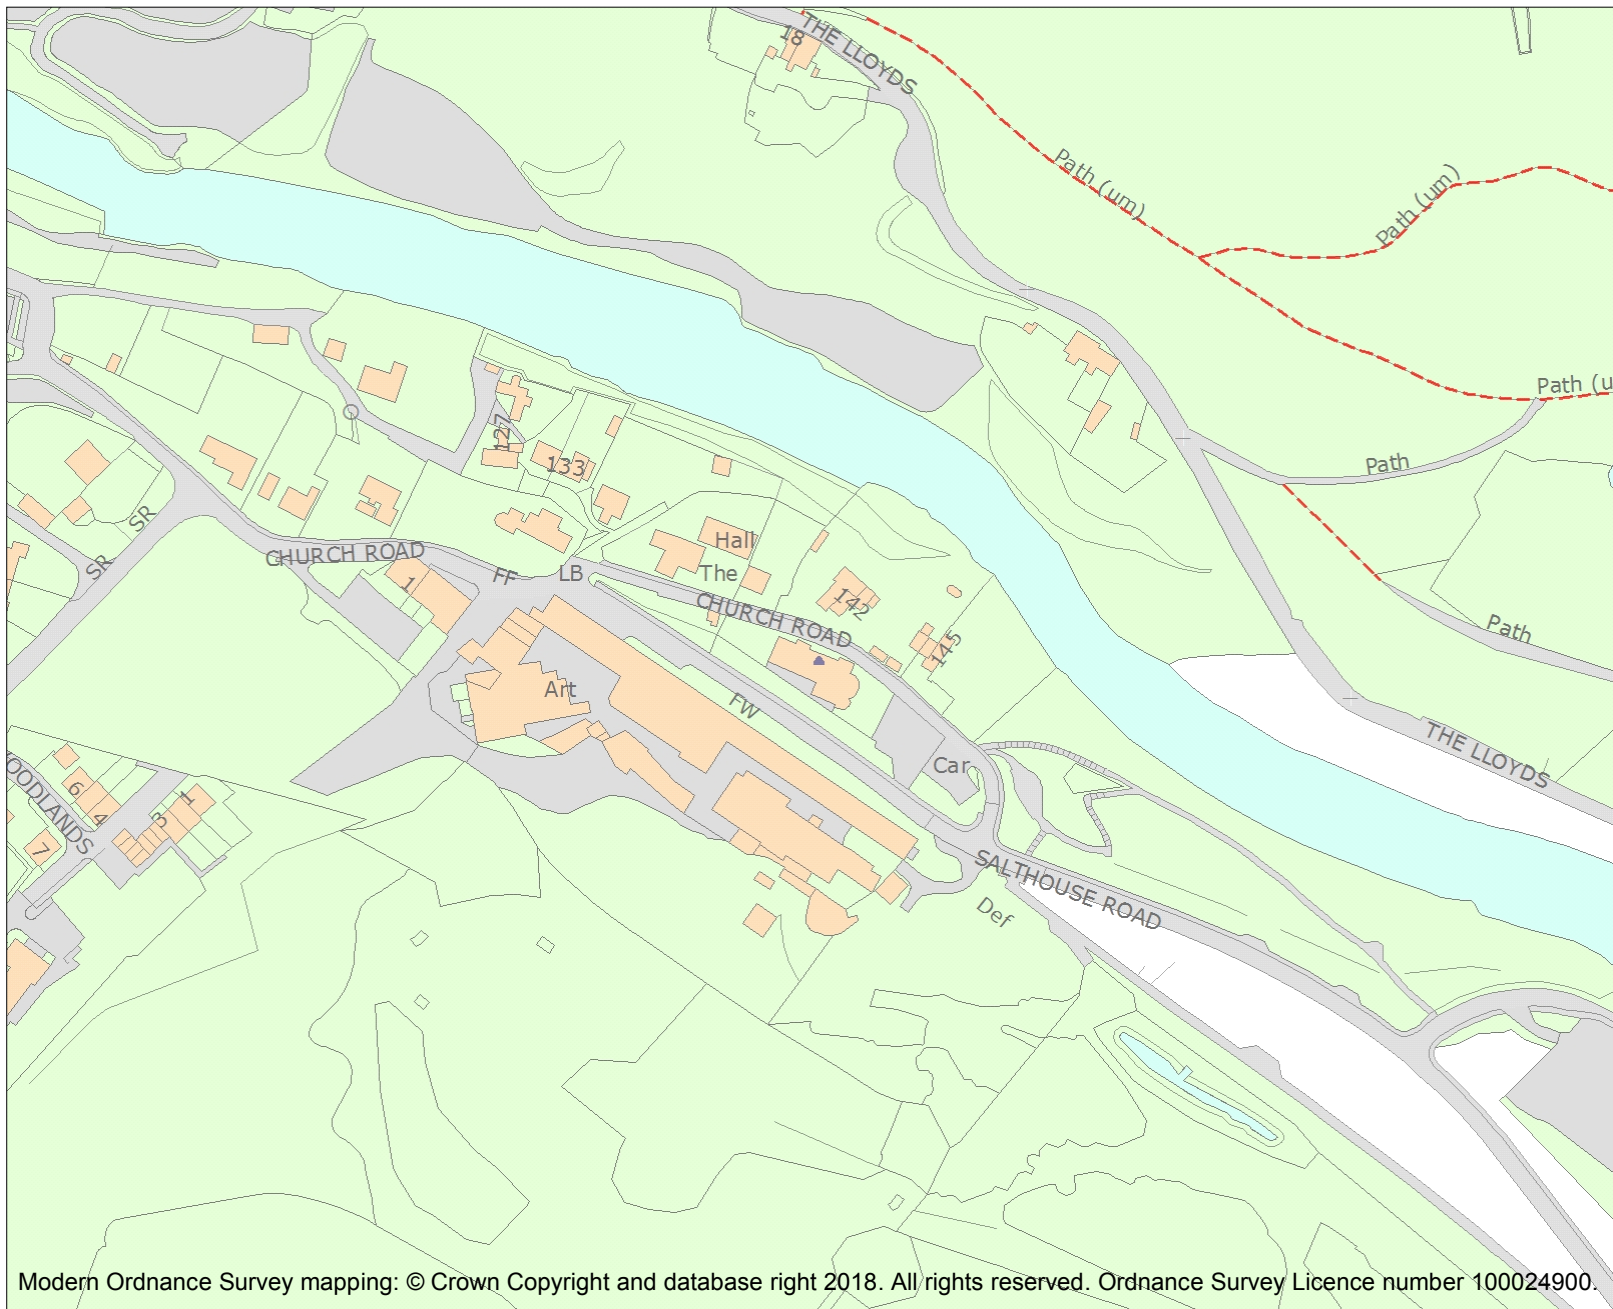 18
THE LLOYDS
Path (um)
Path (um)
Path (u
127
133
Path
SR
SR
CHURCH ROAD
1
FF
LB
Hall
The
CHURCH ROAD
142
145
Path
Art
FW
Car
THE LLOYDS
OODLANDS
6
4
7
1
3
SALTHOUSE ROAD
Def
Modern Ordnance Survey mapping: © Crown Copyright and database right 2018. All rights reserved. Ordnance Survey Licence number 100024900.